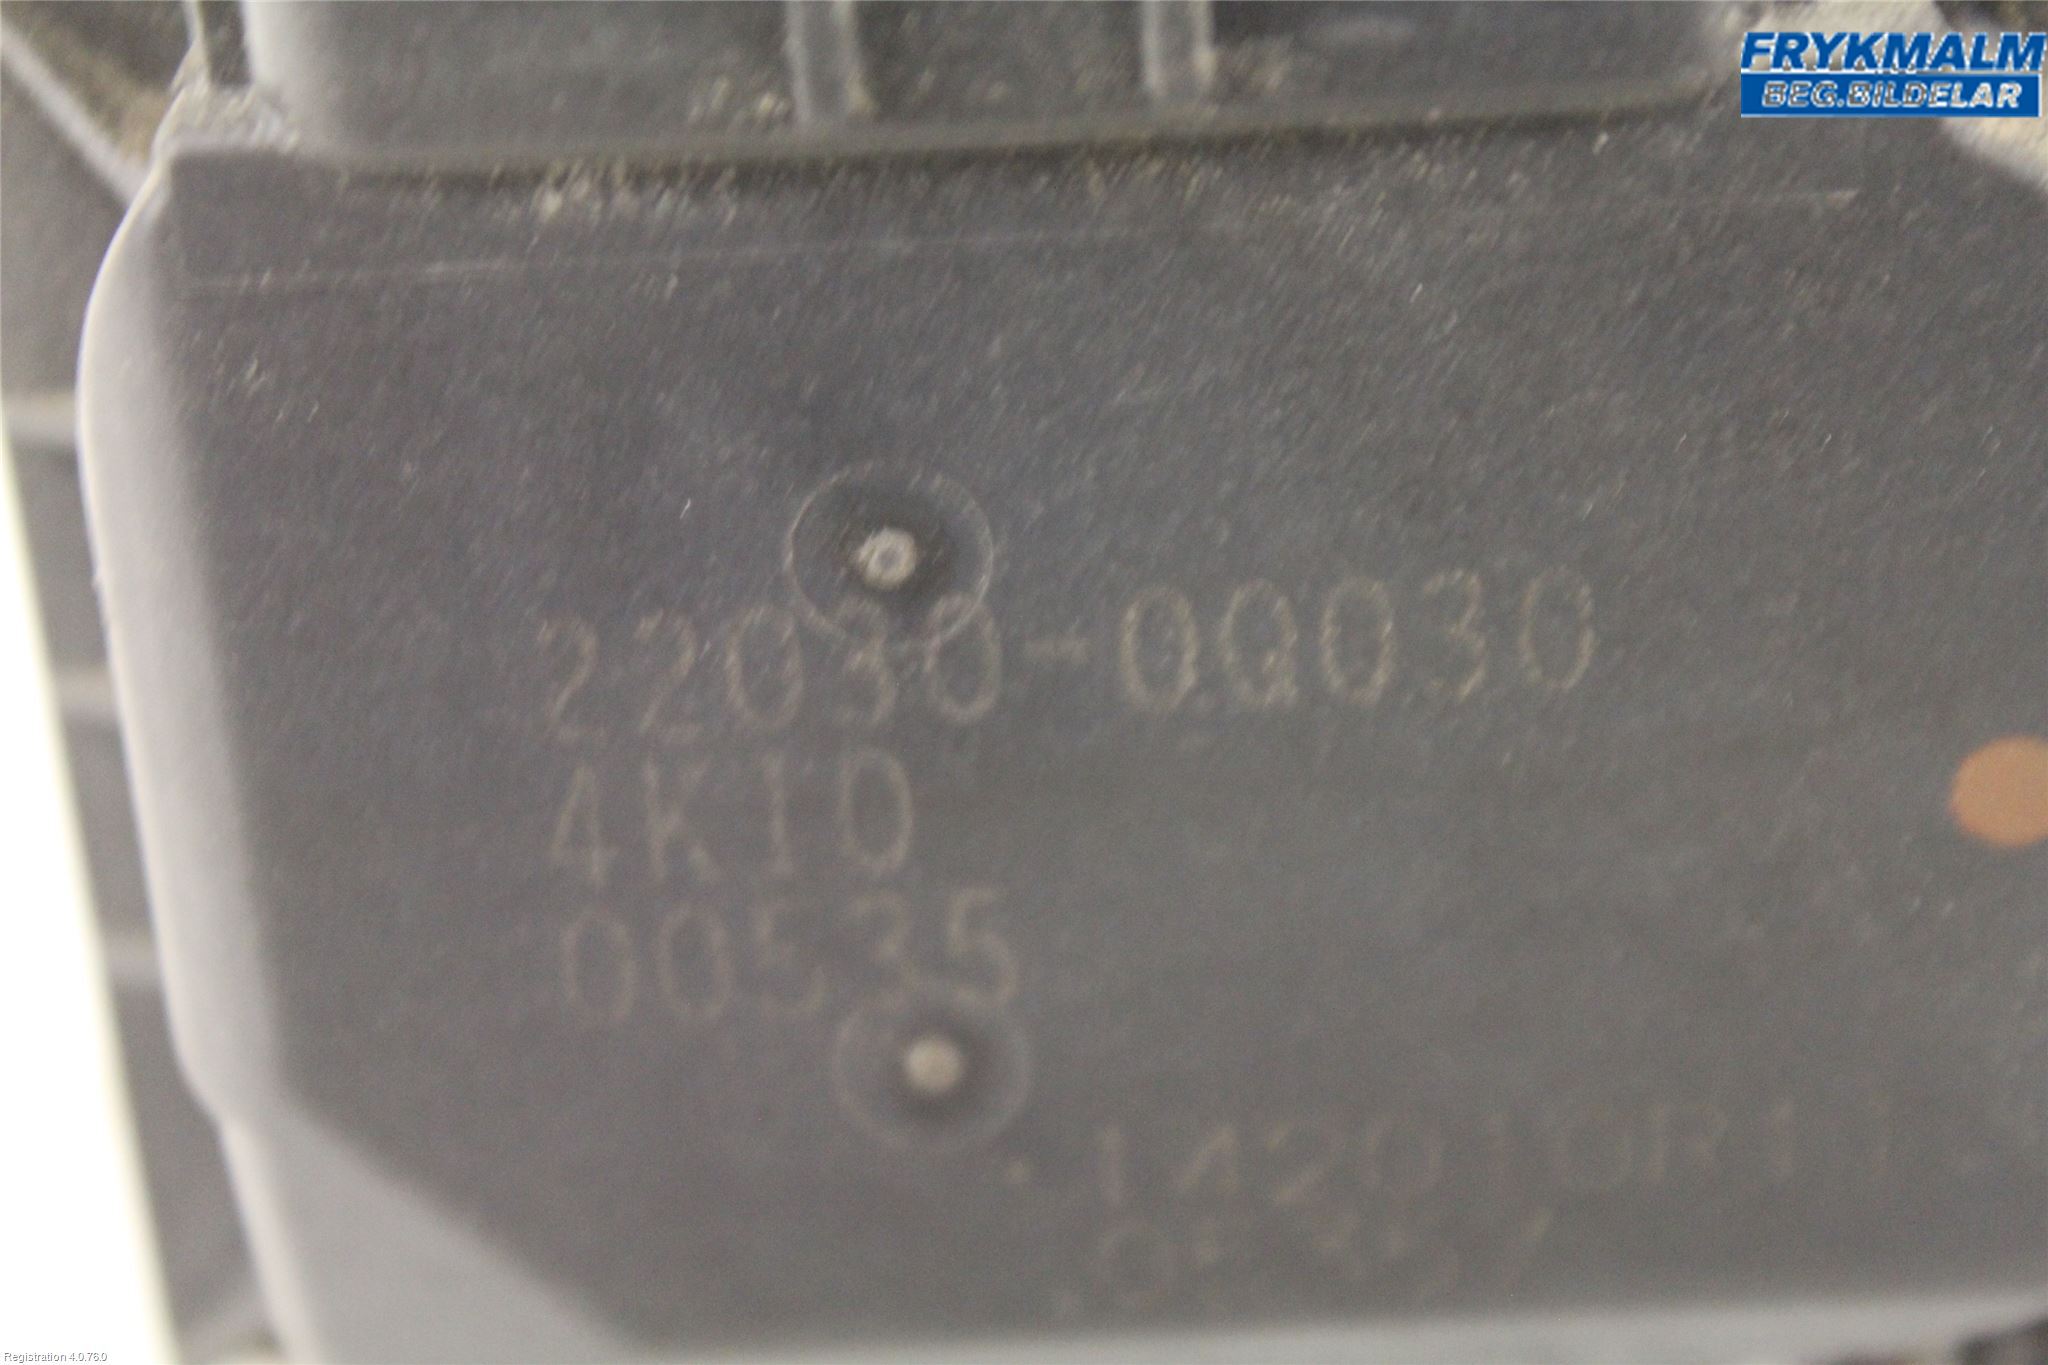 FRYKMALM
BEG.BILDELAR
22030-0Q030
4K10
00535
Registration 4.0.76.0